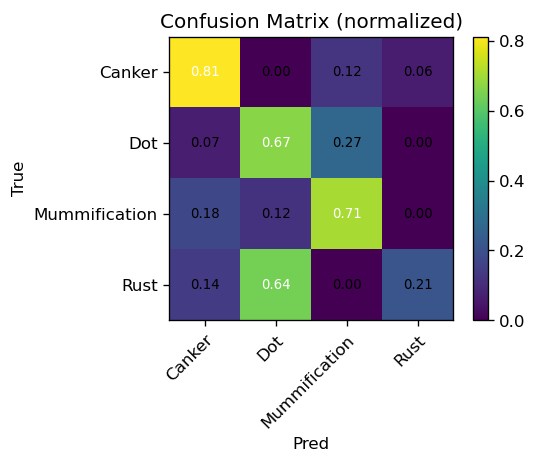 Confusion Matrix (normalized)
Canker 0.81 0.00 0.12 0.06
Dot 0.07 0.67 0.27 0.00
Mummification 0.18 0.12 0.71 0.00
Rust 0.14 0.64 0.00 0.21
True
Canker Dot Mummification Rust
Pred
0.8
0.6
0.4
0.2
0.0